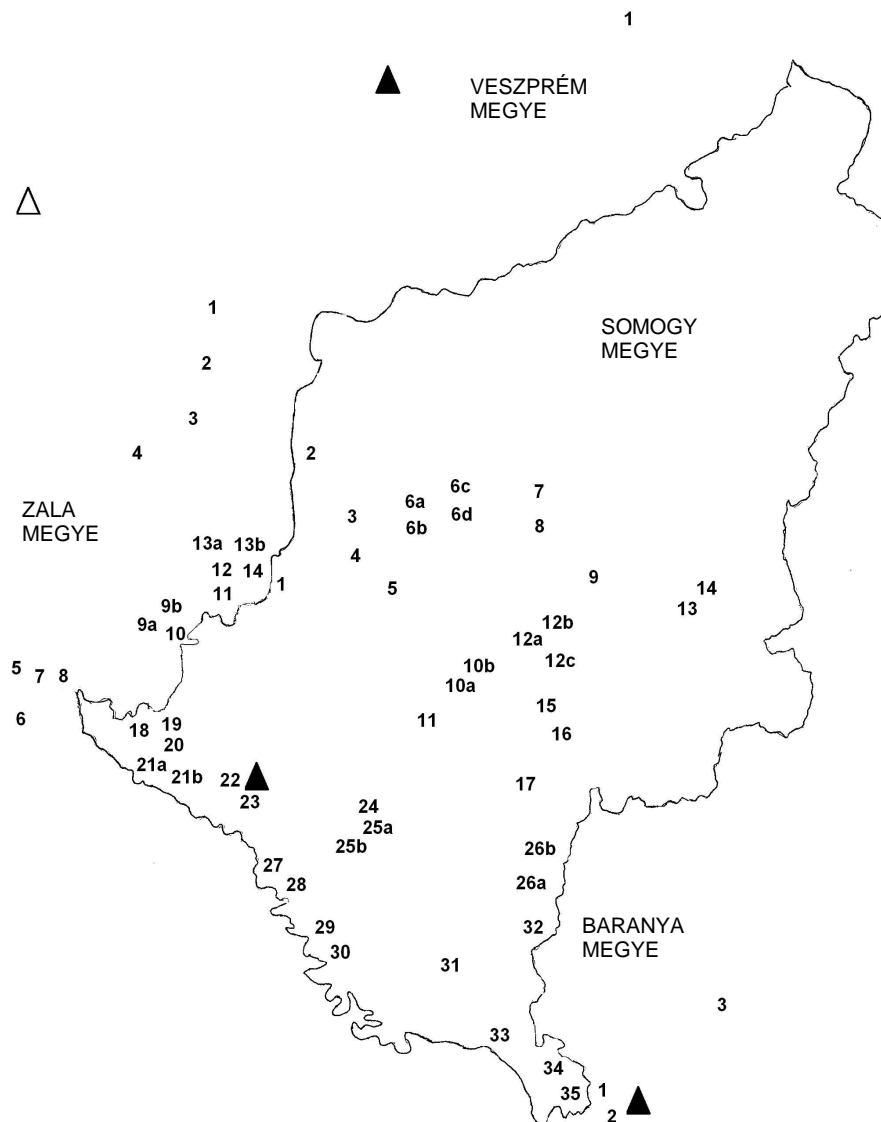 1
VESZPRÉM
MEGYE
1
SOMOGY
MEGYE
2
3
4
2
6c
7
6a
ZALA
MEGYE
3
6d
6b
8
13a 13b
4
12 14
9
1
5
14
11
9b
13
9a
12b
10
12a
12c
10b
5
7 8
10a
15
6
11
18 19
16
20
21a
21b 22
17
23
24
25a
25b
26b
27
26a
28
29
32
BARANYA
MEGYE
30
31
3
33
34
35
1
2